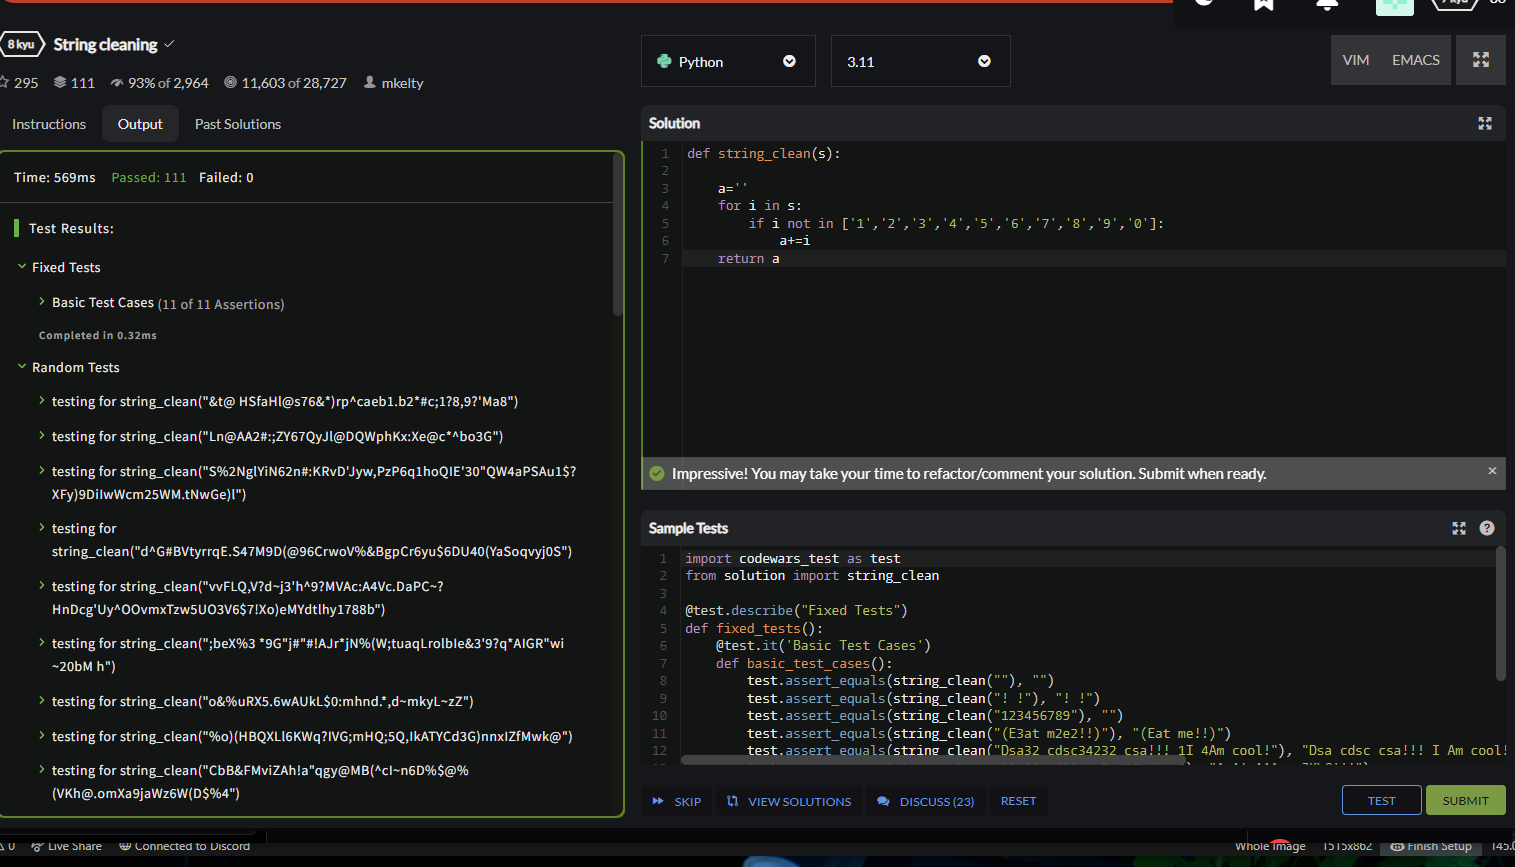 8 kyu String cleaning
295 111 93% of 2,964 11,603 of 28,727 mkelty
Instructions Output Past Solutions
Time: 569ms Passed: 111 Failed: 0
Test Results:
Fixed Tests
Basic Test Cases (11 of 11 Assertions)
Completed in 0.32ms
Random Tests
testing for string_clean("&t@ HSfaHl@s76&*)rp^caeb1.b2*#c;1?8,9?'Ma8")
testing for string_clean("Ln@AA2#:;ZY67QyJl@DQWphKx:Xe@c*^bo3G")
testing for string_clean("S%2NglYiN62n#:KRvD'Jyw,PzP6q1hoQIE'30"QW4aPSAu1$?
XFy)9DiIwWcm25WM.tNwGe)l")
testing for
string_clean("d^G#BVtyrrqE.S47M9D(@96CrwoV%&BgpCr6yu$6DU40(YaSoqvyj0S")
testing for string_clean("vvFLQ,V?d~j3'h^9?MVAc:A4Vc.DaPC~?
HnDcg'Uy^OOvmxTzw5UO3V6$7!Xo)eMYdtlhy1788b")
testing for string_clean(";beX%3 *9G"j#"#!AJr*jN%(W;tuaqLrolbIe&3'9?q*AIGR"wi
~20bM h")
testing for string_clean("o&%uRX5.6wAUkL$0:mhnd.*,d~mkyL~zZ")
testing for string_clean("%o)(HBQXLI6KWq?IVG;mHQ;5Q,IkATYCd3G)nnxIZfMwk@")
testing for string_clean("CbB&FMviZAh!a"qgy@MB(^cI~n6D%$@%
(VKh@.omXa9jaWz6W(D$%4")
Python 3.11 VIM EMACS
Solution
1 def string_clean(s):
2
3 a=''
4 for i in s:
5 if i not in ['1','2','3','4','5','6','7','8','9','0']:
6 a+=i
7 return a
Impressive! You may take your time to refactor/comment your solution. Submit when ready.
Sample Tests
1 import codewars_test as test
2 from solution import string_clean
3
4 @test.describe("Fixed Tests")
5 def fixed_tests():
6 @test.it('Basic Test Cases')
7 def basic_test_cases():
8 test.assert_equals(string_clean(""), "")
9 test.assert_equals(string_clean("! !"), "! !")
10 test.assert_equals(string_clean("123456789"), "")
11 test.assert_equals(string_clean("(E3at m2e2!!)"), "(Eat me!!)")
12 test.assert_equals(string_clean("Dsa32 cdsc34232 csa!!! 1I 4Am cool!"), "Dsa cdsc csa!!! I Am cool!
SKIP VIEW SOLUTIONS DISCUSS (23) RESET TEST SUBMIT
0 Live Share Connected to Discord Whole Image 1515x862 Finish Setup 145.0